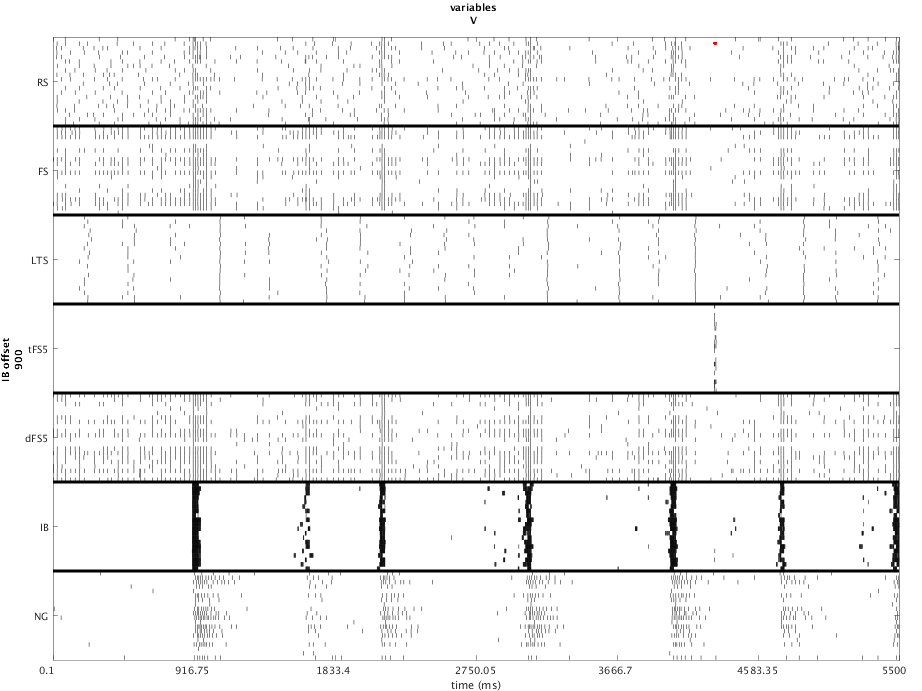 variables
V
RS
FS
LTS
tFS5
IB offset
900
dFS5
IB
NG
0.1 916.75 1833.4 2750.05 3666.7 4583.35 5500
time (ms)